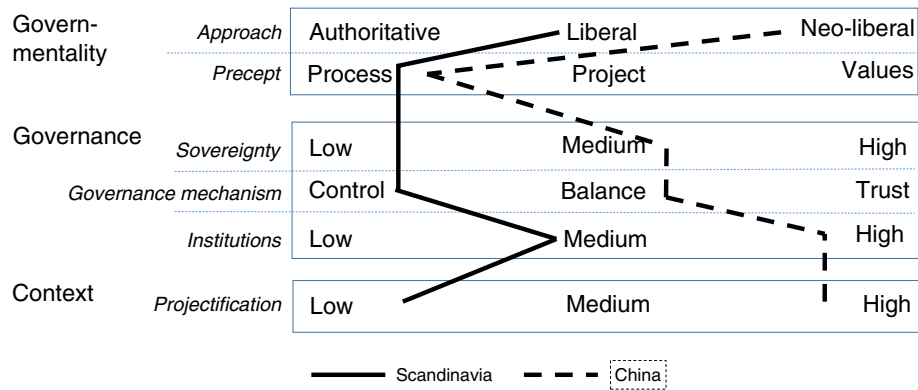 Govern-
mentality
Approach Authoritative Liberal Neo-liberal
Precept Process Project Values
Governance
Sovereignty Low Medium High
Governance mechanism Control Balance Trust
Institutions Low Medium High
Context
Projectification Low Medium High
Scandinavia China